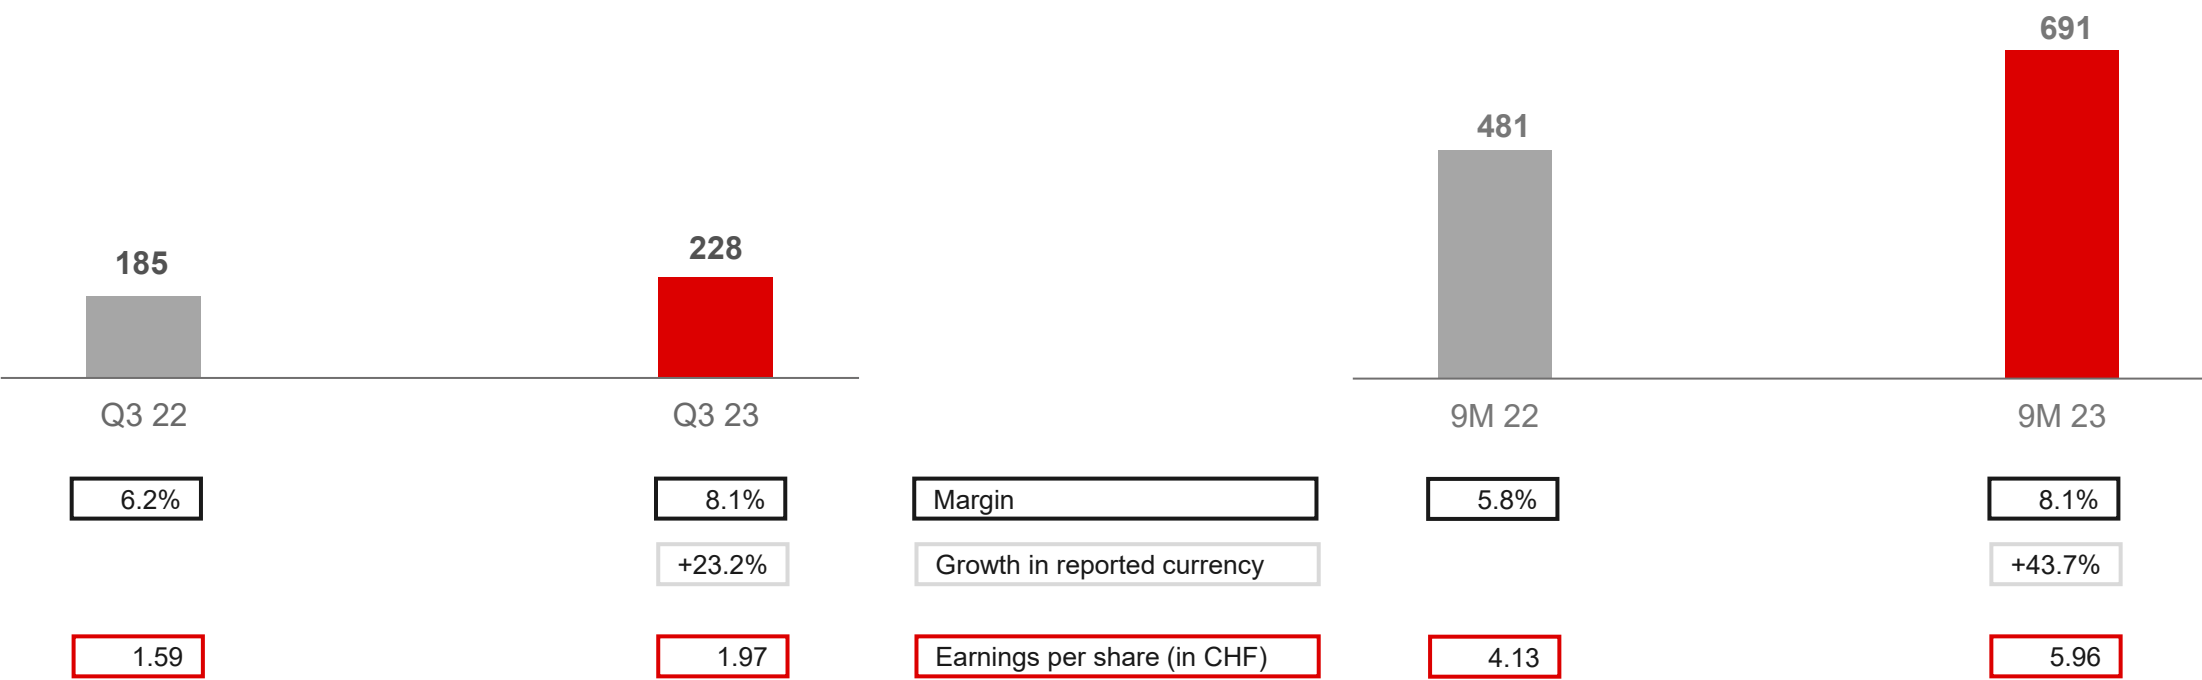 691
481
228
185
Q3 22
Q3 23
9M 22
9M 23
6.2%
8.1%
Margin
5.8%
8.1%
+23.2%
Growth in reported currency
+43.7%
1.59
1.97
Earnings per share (in CHF)
4.13
5.96